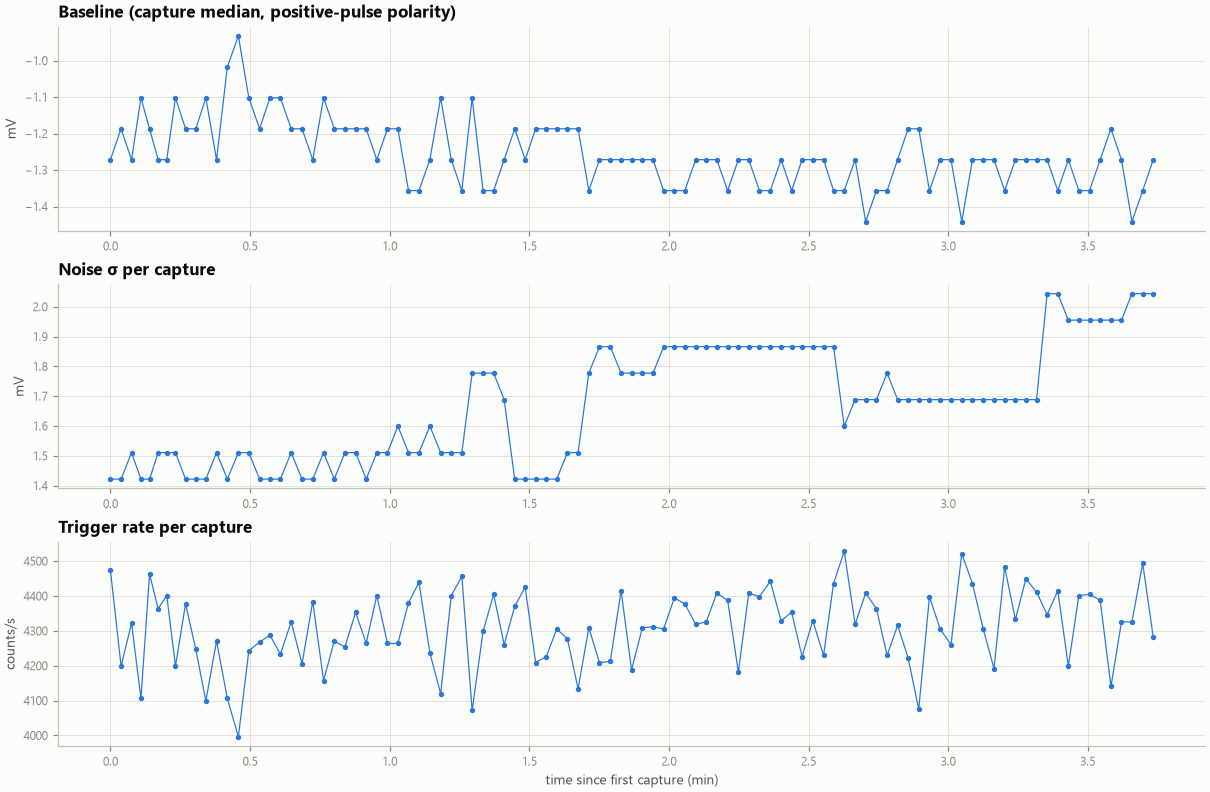 Baseline (capture median, positive-pulse polarity)
−1.0
−1.1
−1.2
−1.3
−1.4
mV
0.0 0.5 1.0 1.5 2.0 2.5 3.0 3.5
Noise σ per capture
2.0
1.9
1.8
1.7
1.6
1.5
1.4
mV
0.0 0.5 1.0 1.5 2.0 2.5 3.0 3.5
Trigger rate per capture
4500
4400
4300
4200
4100
4000
counts/s
0.0 0.5 1.0 1.5 2.0 2.5 3.0 3.5
time since first capture (min)